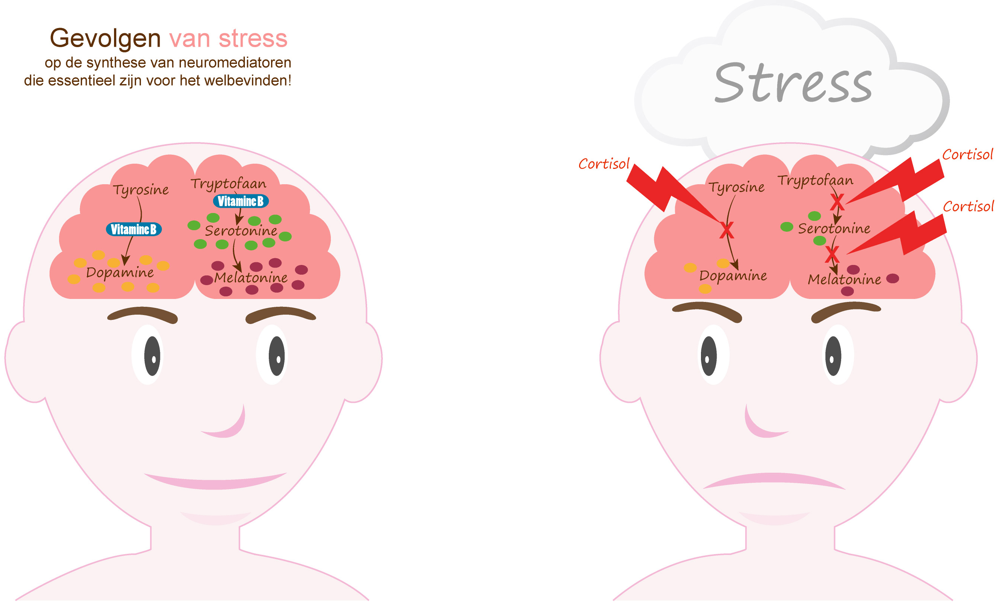 Gevolgen van stress
op de synthese van neuromediatoren
die essentieel zijn voor het welbevinden!
Tyrosine
Vitamine B
Dopamine
Tryptofaan
Vitamine B
Serotonine
Melatonine
Stress
Cortisol
Tyrosine
Dopamine
Tryptofaan
X
Cortisol
Serotonine
X
Cortisol
X
Melatonine